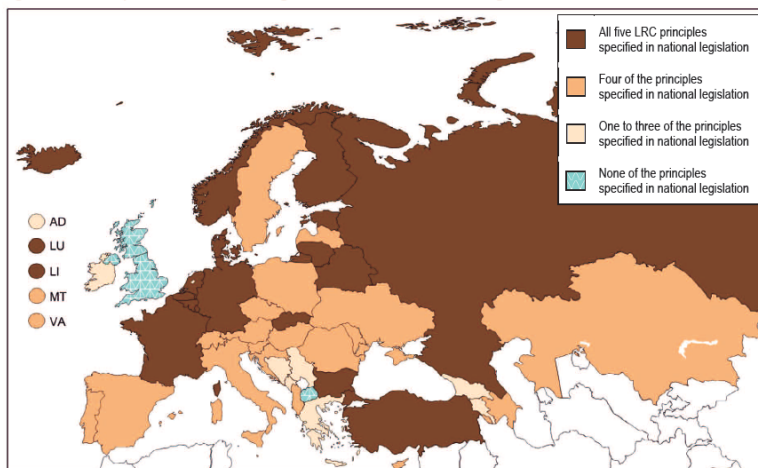 All five LRC principles
specified in national legislation
Four of the principles
specified in national legislation
One to three of the principles
specified in national legislation
None of the principles
specified in national legislation
AD
LU
LI
MT
VA